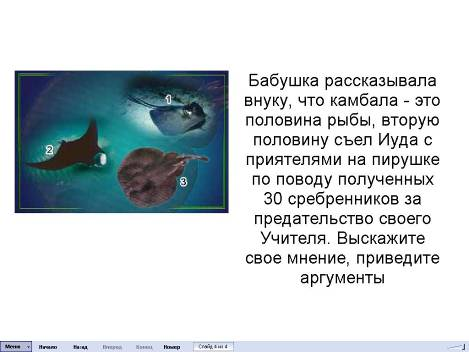 Бабушка рассказывала
внуку, что камбала - это
половина рыбы, вторую
половину съел Иуда с
приятелями на пирушке
по поводу полученных
30 сребренников за
предательство своего
Учителя. Выскажите
свое мнение, приведите
аргументы
1
2
3
Меню
Начало
Назад
Вперед
Конец
Номер
Слайд 4 из 4